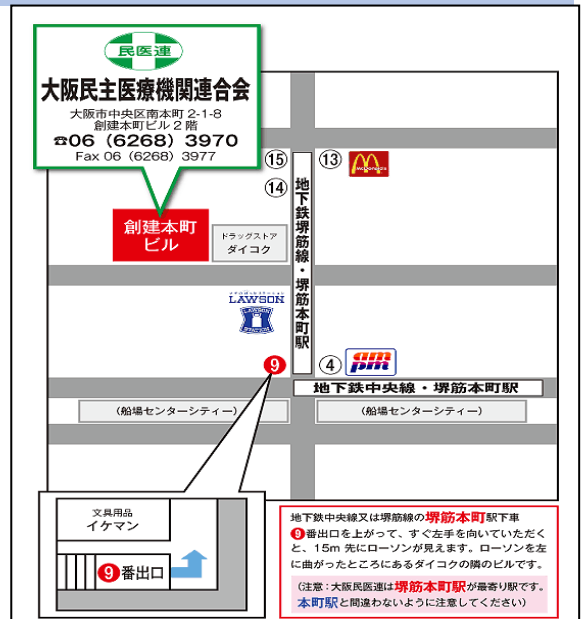 民医連
大阪民主医療機関連合会
大阪市中央区南本町 2-1-8
創建本町ビル 2 階
☎06（6268）3970
Fax 06（6268）3977
⑮
⑬
McDonald's
⑭
地下鉄堺筋線・堺筋本町駅
創建本町
ビル
ドラッグストア
ダイコク
LAWSON
❾
④
am
pm
地下鉄中央線・堺筋本町駅
（船場センターシティー）
（船場センターシティー）
文具用品
イケマン
❾番出口
地下鉄中央線又は堺筋線の堺筋本町駅下車
❾番出口を上がって、すぐ左手を向いていただく
と、15m 先にローソンが見えます。ローソンを左
に曲がったところにあるダイコクの隣のビルです。
（注意：大阪民医連は堺筋本町駅が最寄り駅です。
本町駅と間違わないように注意してください）